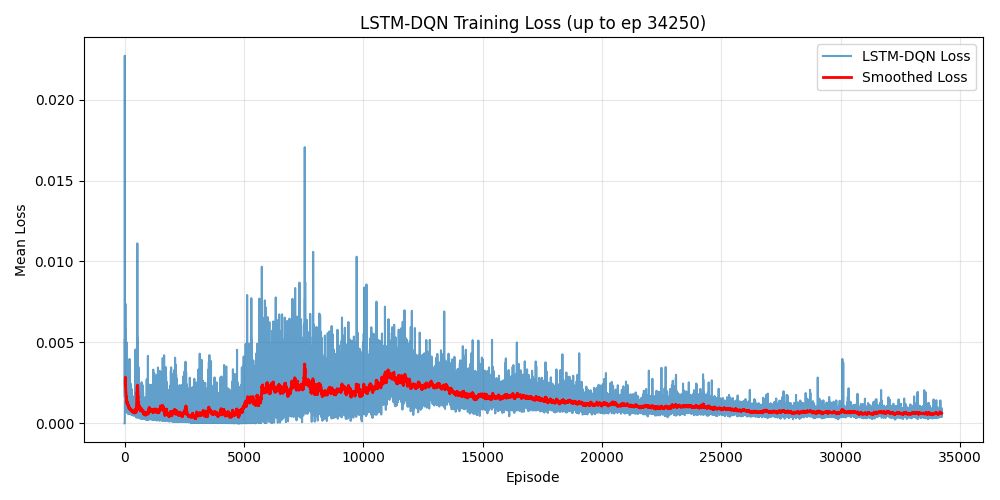 LSTM-DQN Training Loss (up to ep 34250)
LSTM-DQN Loss
Smoothed Loss
Mean Loss
0.020
0.015
0.010
0.005
0.000
0 5000 10000 15000 20000 25000 30000 35000
Episode